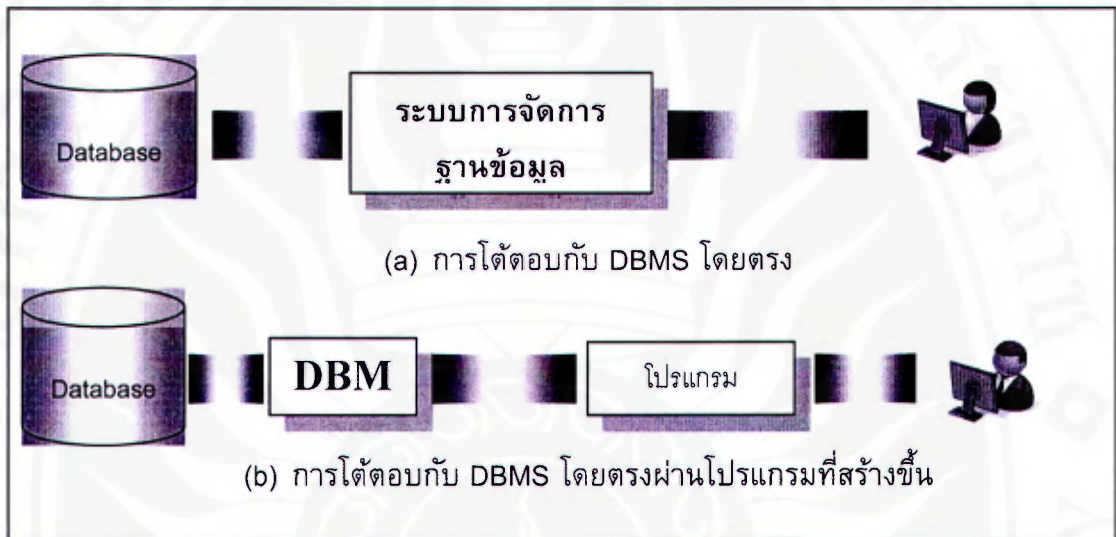 Database
ระบบการจัดการ
ฐานข้อมูล
(a) การโต้ตอบกับ DBMS โดยตรง
Database
DBM
โปรแกรม
(b) การโต้ตอบกับ DBMS โดยตรงผ่านโปรแกรมที่สร้างขึ้น